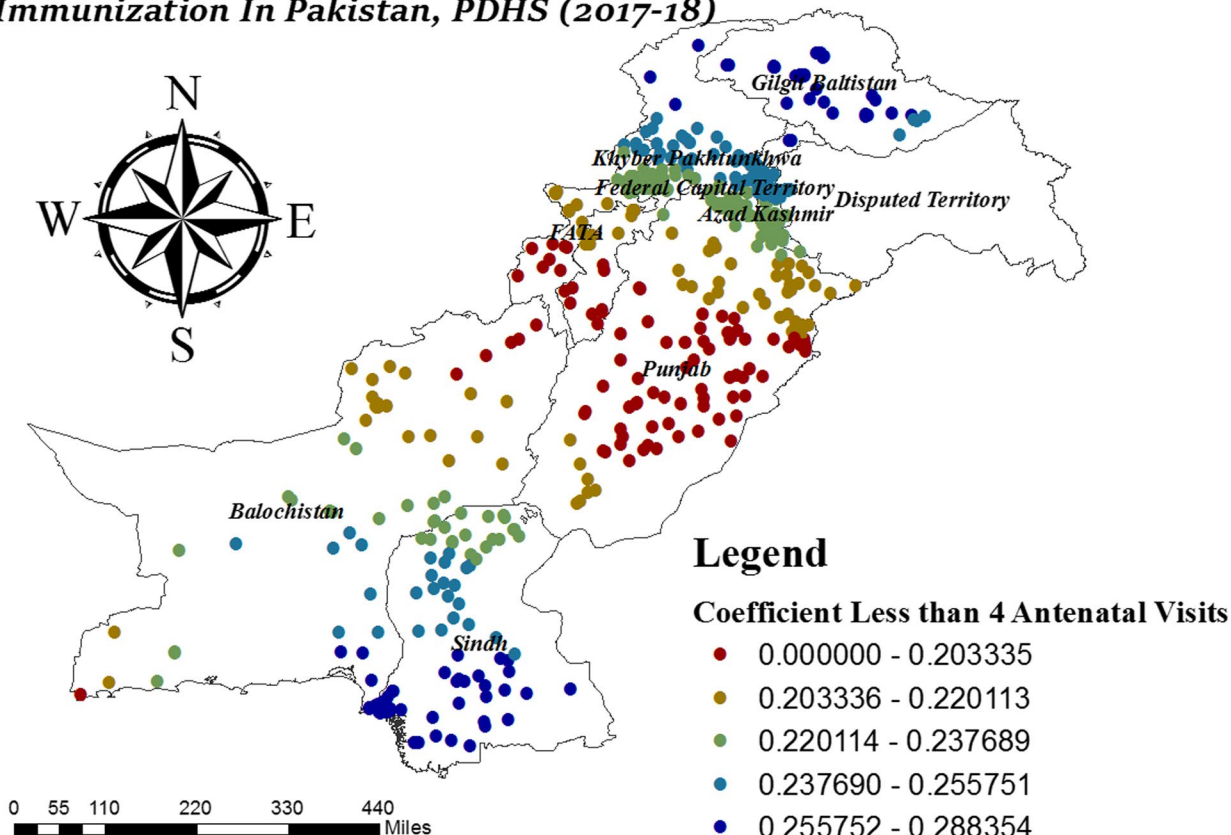 Immunization In Pakistan, PDHS (2017-18)
N
W
E
S
Gilgit Baltistan
Khyber Pakhtunkhwa
Federal Capital Territory
Disputed Territory
Azad Kashmir
FATA
Punjab
Balochistan
Sindh
Legend
Coefficient Less than 4 Antenatal Visits
0.000000 - 0.203335
0.203336 - 0.220113
0.220114 - 0.237689
0.237690 - 0.255751
0.255752 - 0.288354
0 55 110 220 330 440
Miles